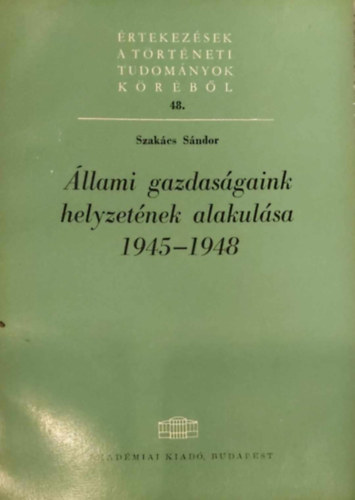 ÉRTEKEZÉSEK
A TÖRTÉNETI
TUDOMÁNYOK
KÖRÉBŐL
48.
Szakács Sándor
Állami gazdaságaink
helyzetének alakulása
1945–1948
AKADÉMIAI KIADÓ, BUDAPEST